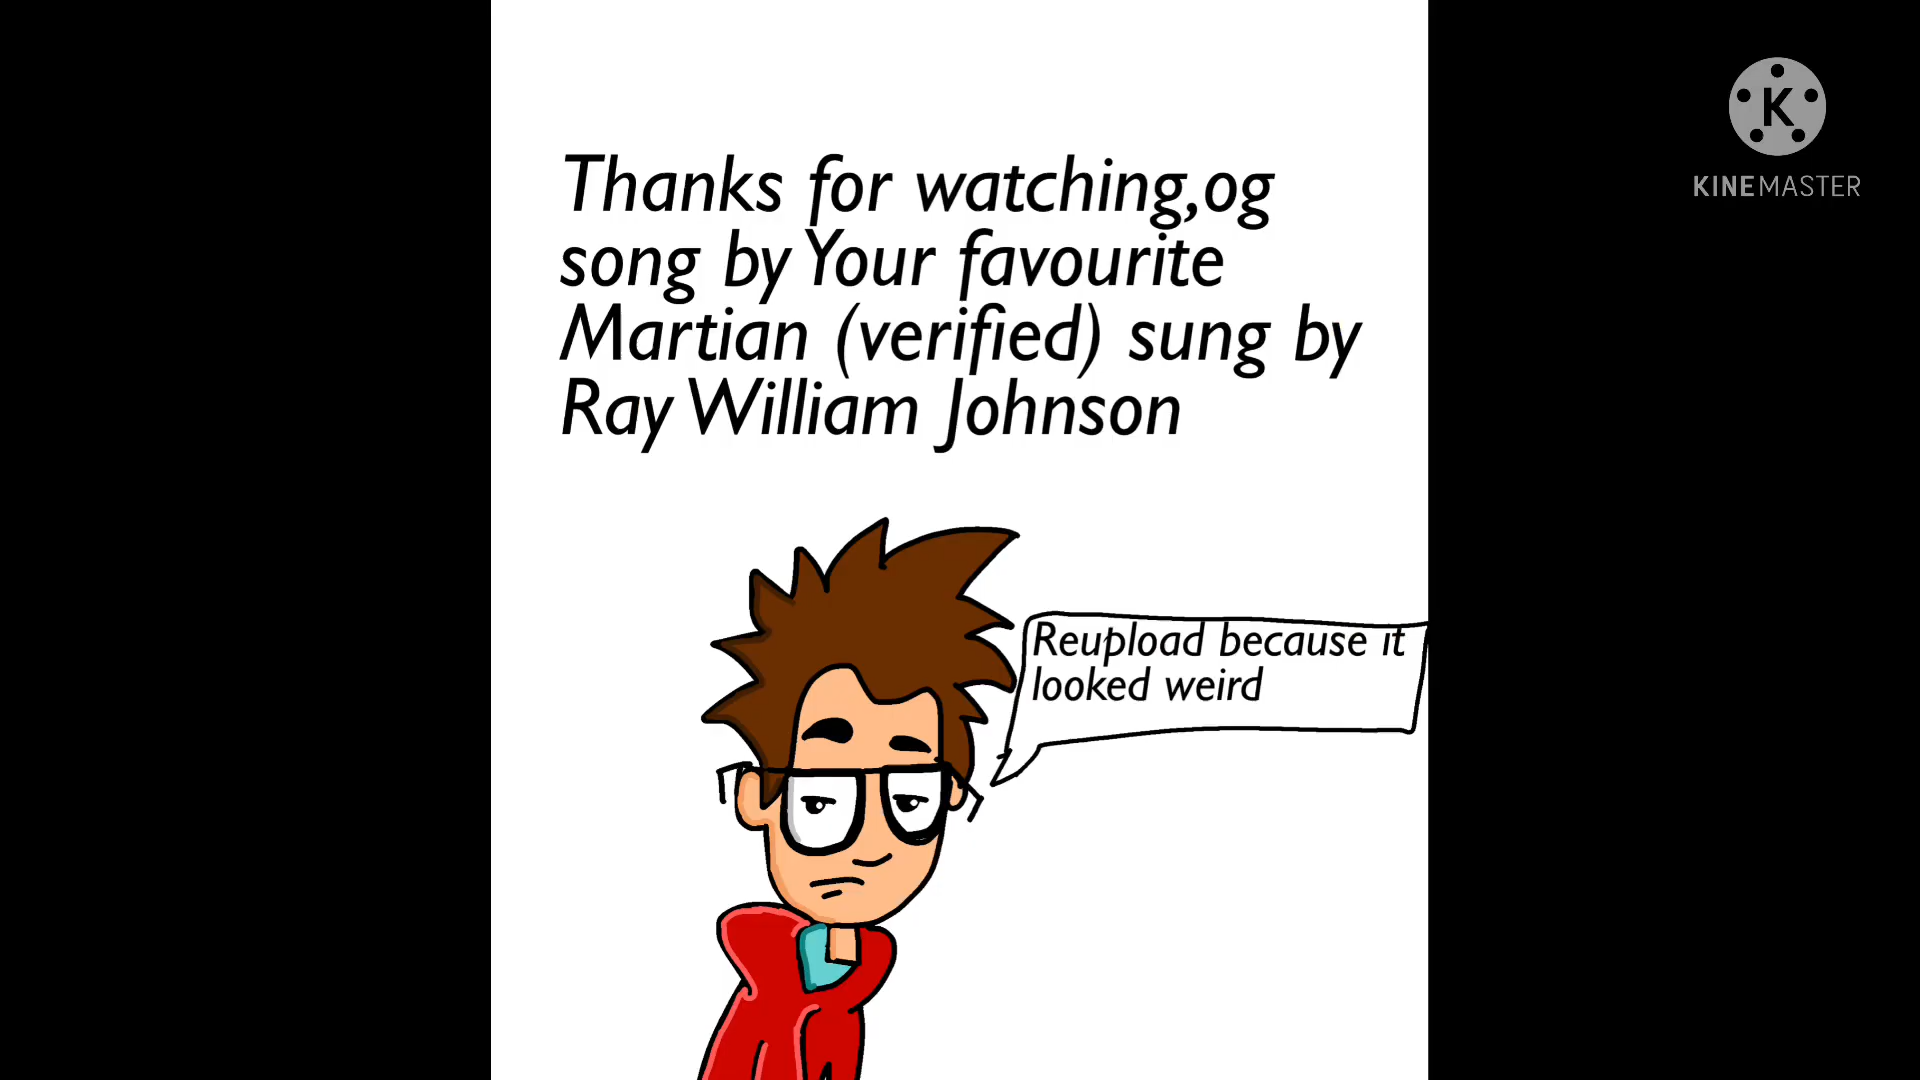 Thanks for watching,og
song by Your favourite
Martian (verified) sung by
Ray William Johnson
Reupload because it
looked weird
K
KINEMASTER